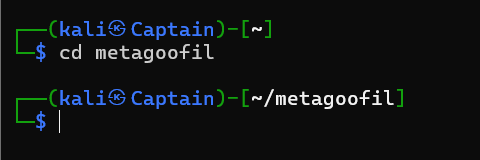 ┌──(kali㉿Captain)-[~]
└─$ cd metagoofil
┌──(kali㉿Captain)-[~/metagoofil]
└─$